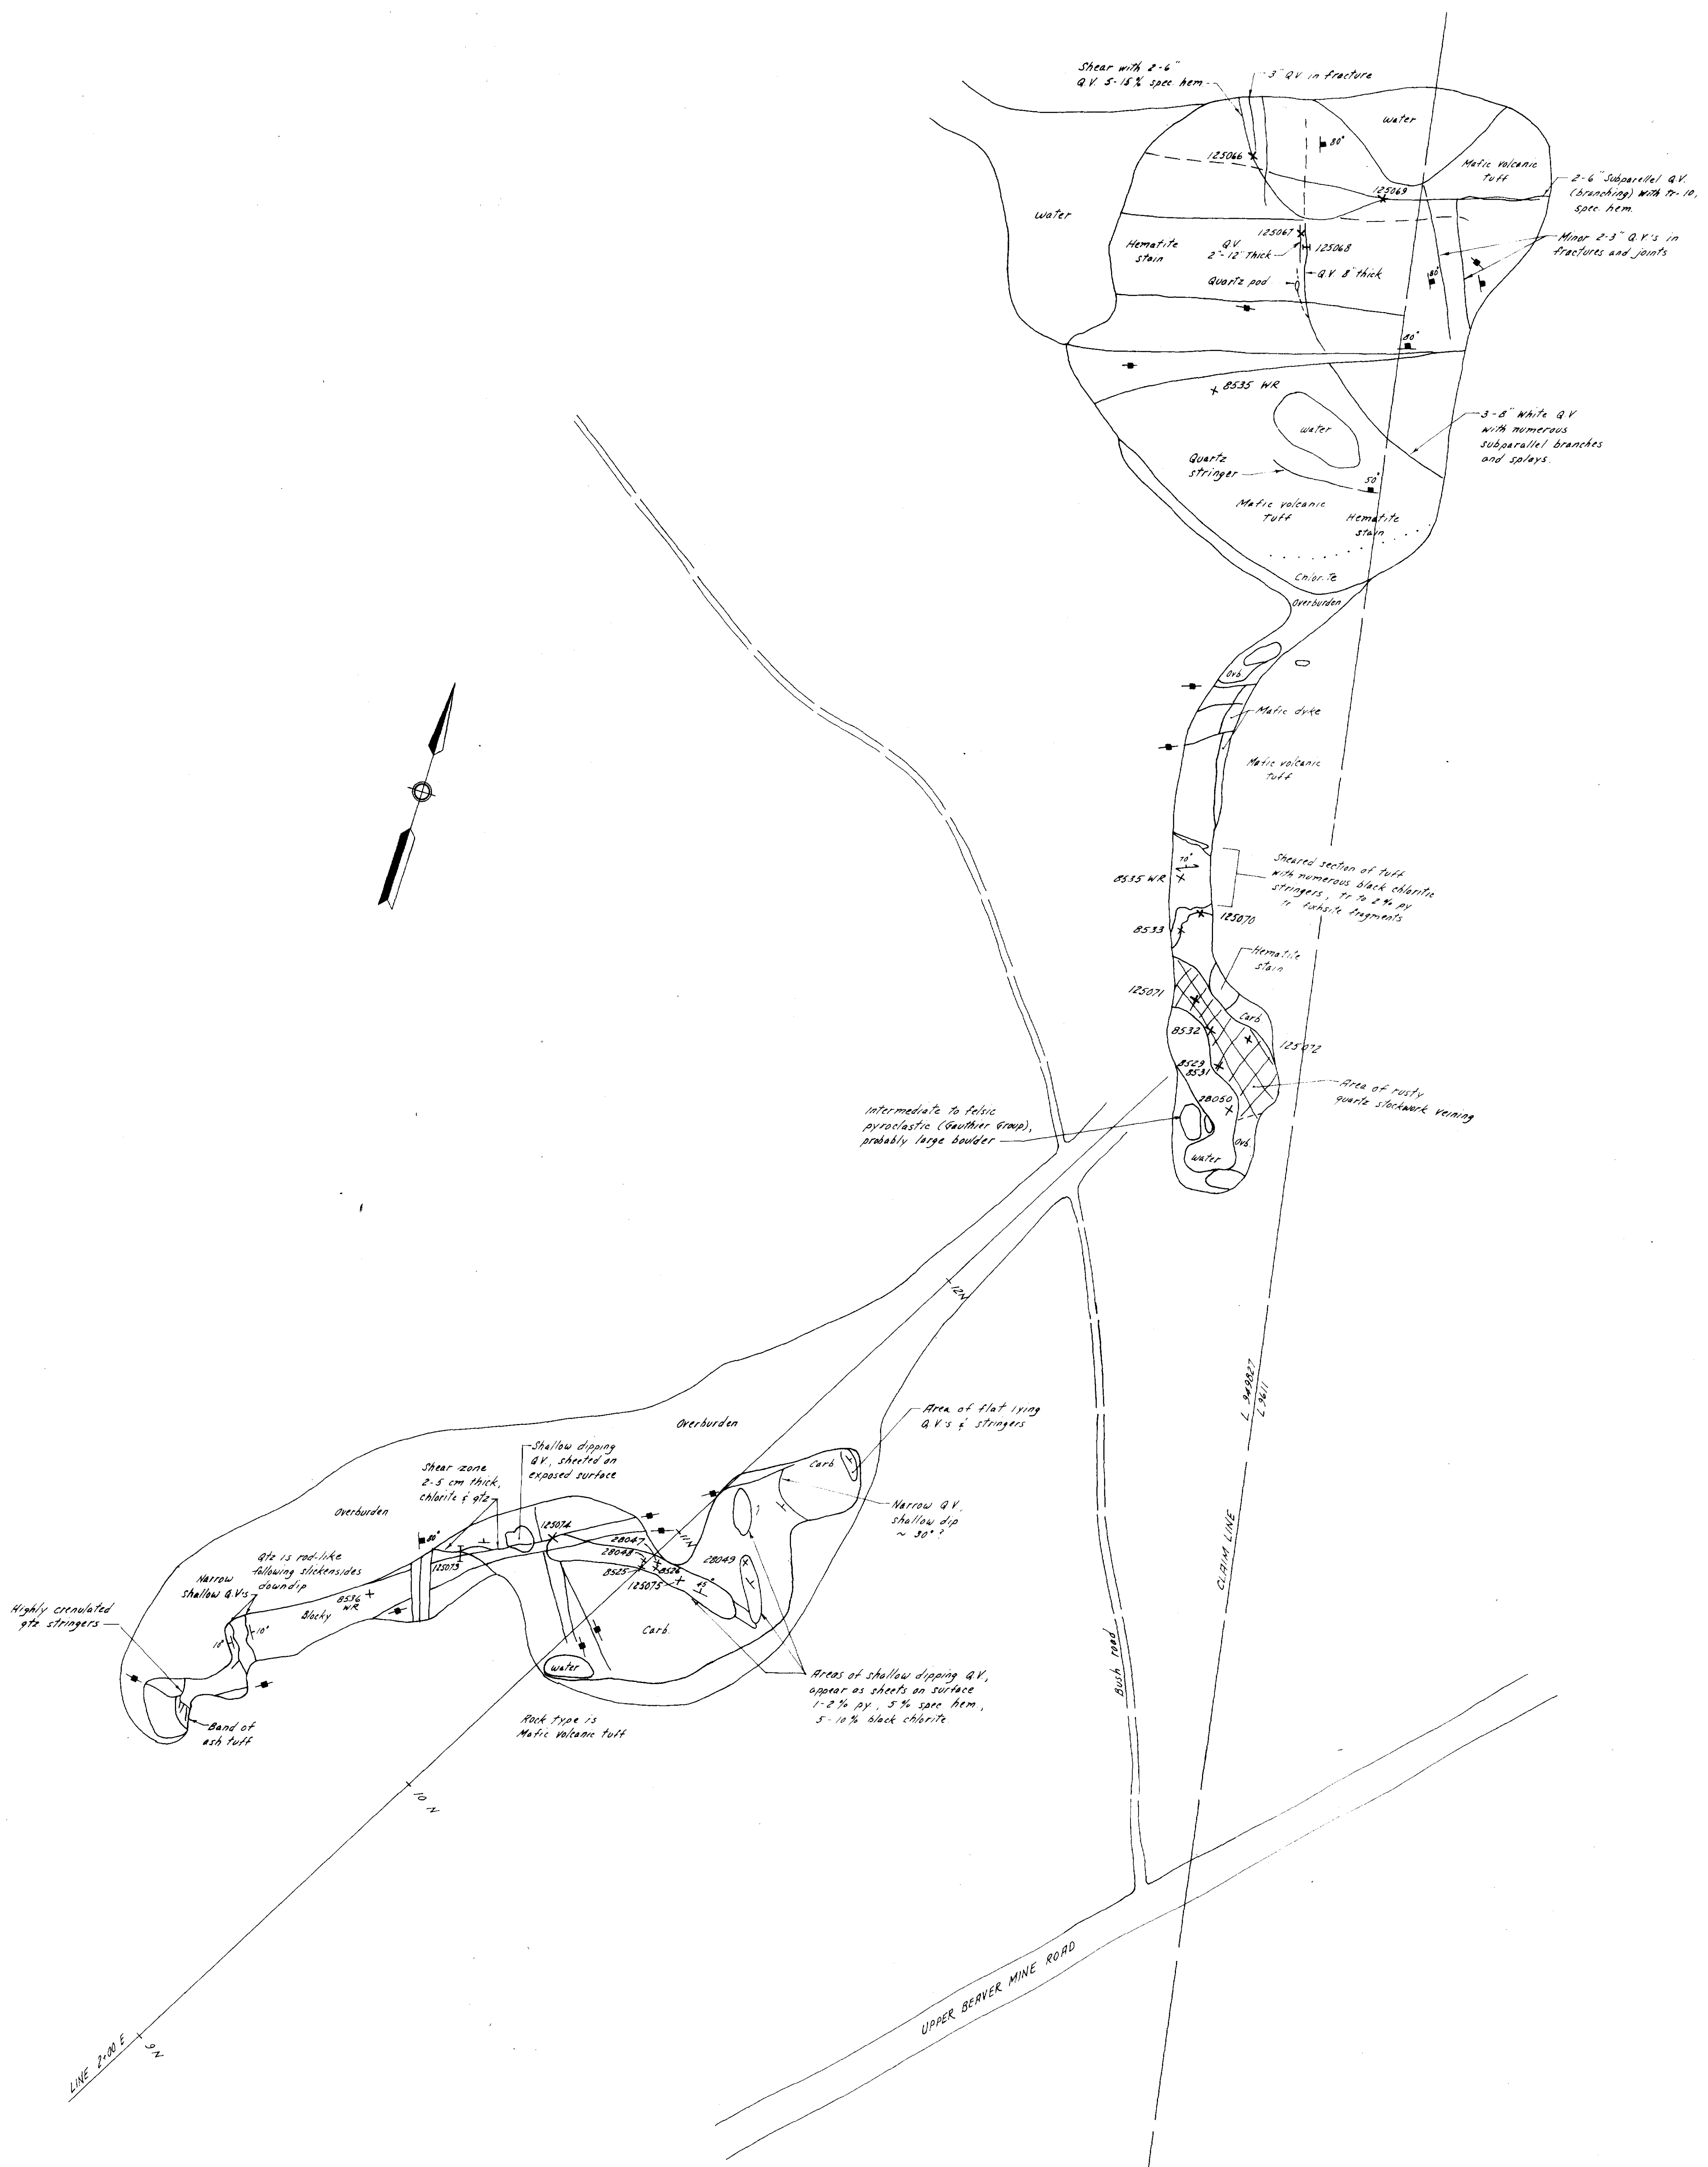 Shear with 2-6"
Q.V. 5-15% spec. hem.
3" Q.V. in fracture
water
80°
125066
Mafic volcanic
tuff
125069
2-6" Subparallel Q.V.
(branching) with tr-10,
spec. hem.
water
125067
Hematite
stain
Q.V.
2"-12" Thick
125068
Minor 2-3" Q.V.'s in
fractures and joints
Quartz pod
Q.V. 8" thick
80°
80°
8535 WR
water
3-8" White Q.V.
with numerous
subparallel branches
and splays.
Quartz
stringer
50°
Mafic volcanic
tuff
Hematite
stain
Chlorite
Overburden
Ovb.
Mafic dyke
Mafic volcanic
tuff
70°
8535 WR
Sheared section of tuff
with numerous black chloritic
stringers, tr to 2% py
tr fuchsite fragments
125070
8533
Hematite
stain
125071
Carb.
8532
125072
8529
8531
28050
Area of rusty
quartz stockwork veining
Intermediate to felsic
pyroclastic (Gauthier Group),
probably large boulder
Ovb.
water
12N
L 949827
L 9611
Area of flat lying
Q.V.'s & stringers
Overburden
Shallow dipping
Q.V., sheeted on
exposed surface
Shear zone
2-5 cm thick,
chlorite & qtz
Carb.
Overburden
Narrow Q.V.,
shallow dip
~ 30°?
125074
11N
80°
28047
28048
28049
125073
8525
8526
125075
45°
Qtz is rod-like
following slickensides
downdip
Narrow
shallow Q.V.'s
8536
WR
Blocky
Highly crenulated
qtz. stringers
10°
10°
Carb.
CLAIM LINE
Bush road
water
Areas of shallow dipping Q.V.,
appear as sheets on surface
1-2% py, 5% spec hem.,
5-10% black chlorite.
Band of
ash tuff
Rock type is
Mafic volcanic tuff
10 N
UPPER BEAVER MINE ROAD
9 N
LINE 2+00 E